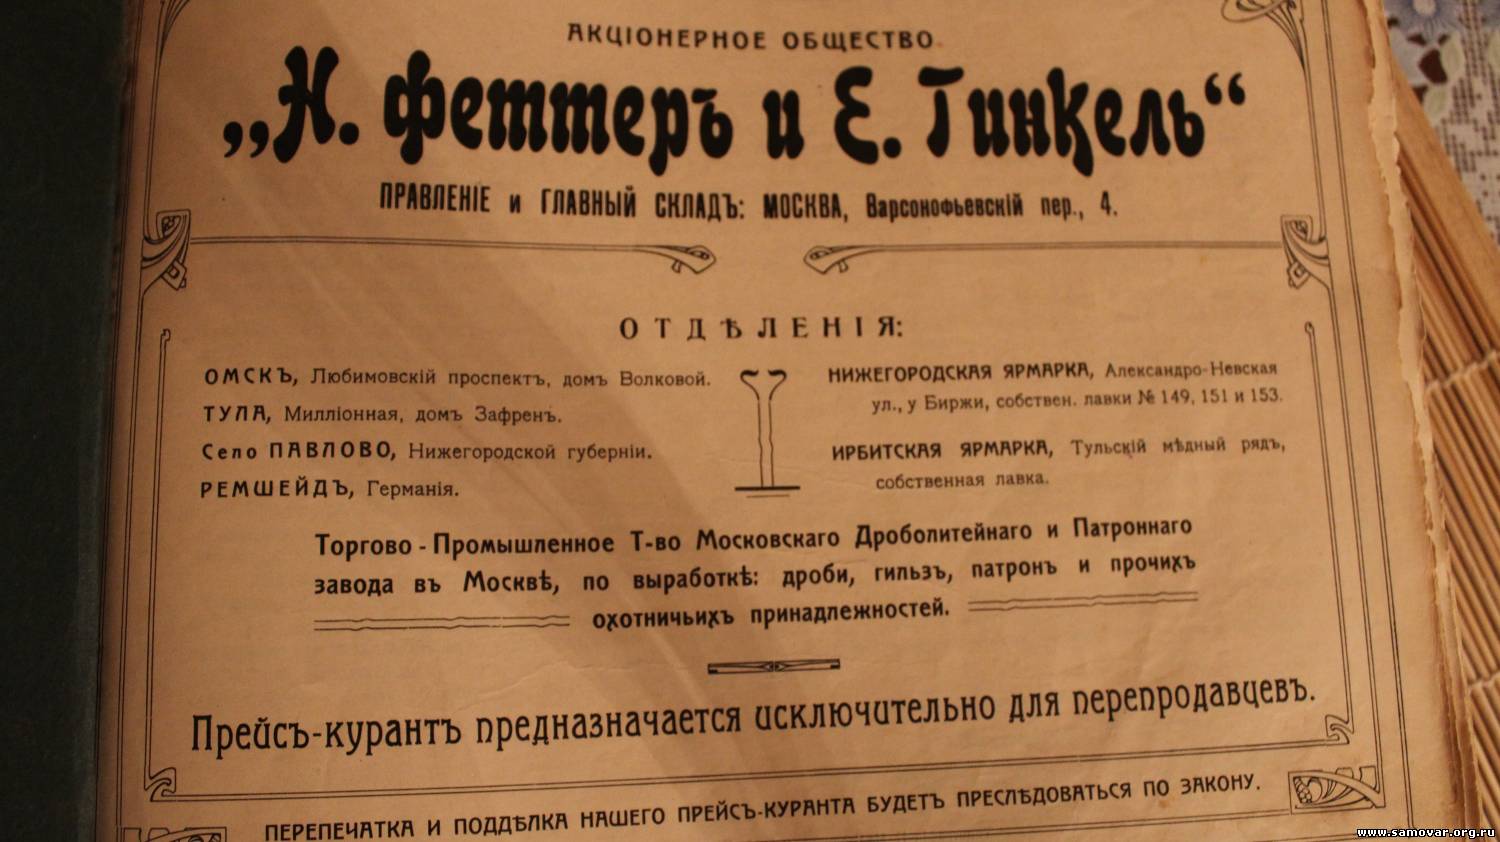 АКЦІОНЕРНОЕ ОБЩЕСТВО
„Н. Феттеръ и Е. Гинкель“
ПРАВЛЕНІЕ и ГЛАВНЫЙ СКЛАДЪ: МОСКВА, Варсонофьевскій пер., 4.
ОТДѢЛЕНІЯ:
ОМСКЪ, Любимовскій проспектъ, домъ Волковой.
ТУЛА, Милліонная, домъ Зафренъ.
Село ПАВЛОВО, Нижегородской губерніи.
РЕМШЕЙДЪ, Германія.
НИЖЕГОРОДСКАЯ ЯРМАРКА, Александро-Невская
ул., у Биржи, собствен. лавки № 149, 151 и 153.
ИРБИТСКАЯ ЯРМАРКА, Тульскій мѣдный рядъ,
собственная лавка.
Торгово-Промышленное Т-во Московскаго Дроболитейнаго и Патроннаго
завода въ Москвѣ, по выработкѣ: дроби, гильзъ, патронъ и прочихъ
охотничьихъ принадлежностей.
Прейсъ-курантъ предназначается исключительно для перепродавцевъ.
ПЕРЕПЕЧАТКА И ПОДДѢЛКА НАШЕГО ПРЕЙСЪ-КУРАНТА БУДЕТЪ ПРЕСЛѢДОВАТЬСЯ ПО ЗАКОНУ.
www.samovar.org.ru